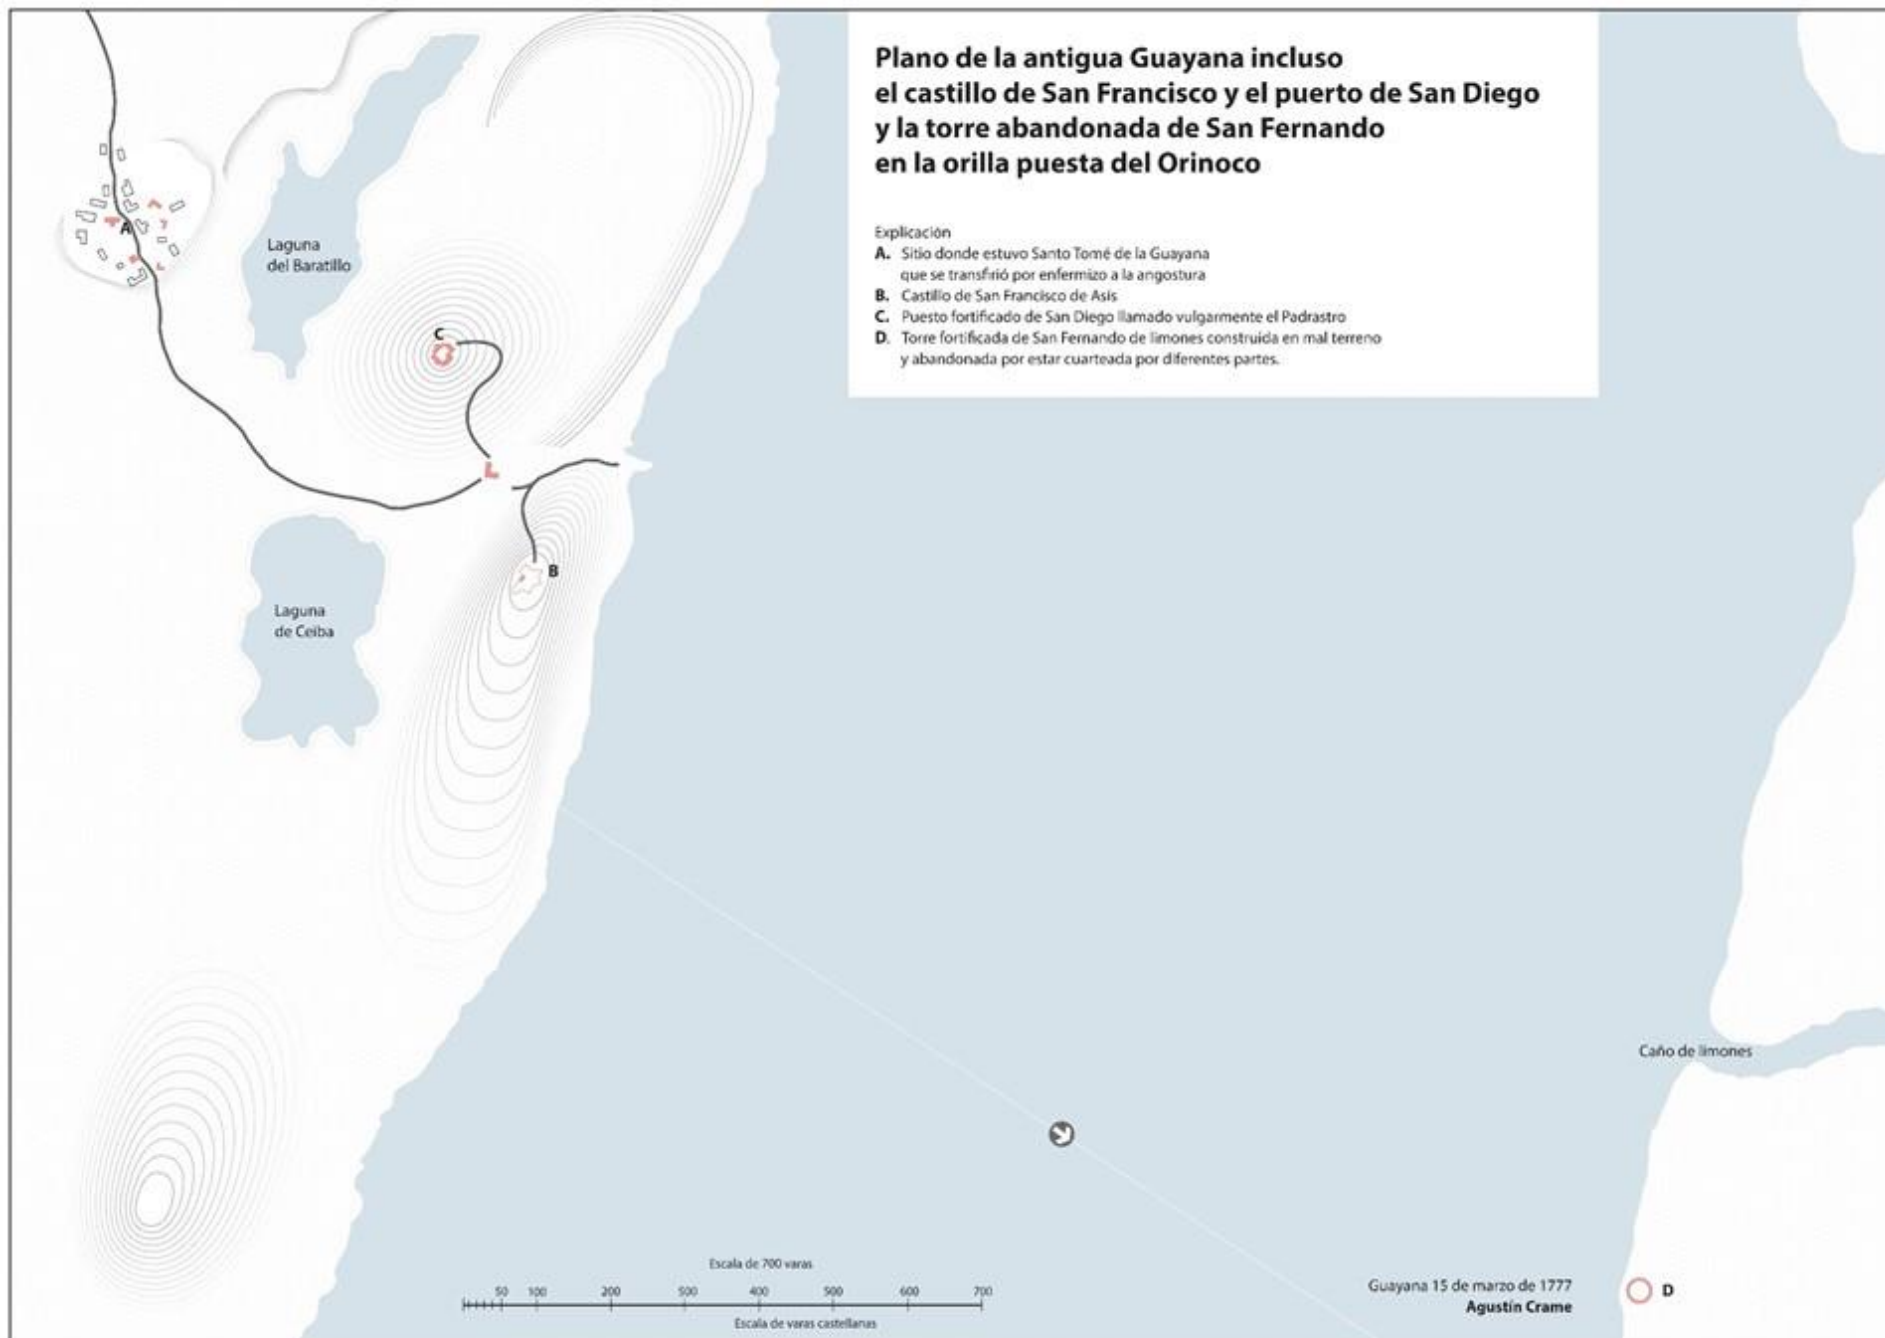 Plano de la antigua Guayana incluso
el castillo de San Francisco y el puerto de San Diego
y la torre abandonada de San Fernando
en la orilla puesta del Orinoco
Explicación
A. Sitio donde estuvo Santo Tomé de la Guayana
que se transfirió por enfermizo a la angostura
B. Castillo de San Francisco de Asis
C. Puesto fortificado de San Diego llamado vulgarmente el Padrastro
D. Torre fortificada de San Fernando de limones construida en mal terreno
y abandonada por estar cuarteada por diferentes partes.
A
Laguna
del Baratillo
C
B
Laguna
de Ceiba
Caño de limones
Escala de 700 varas
50 100 200 300 400 500 600 700
Escala de varas castellanas
Guayana 15 de marzo de 1777
Agustín Crame
D